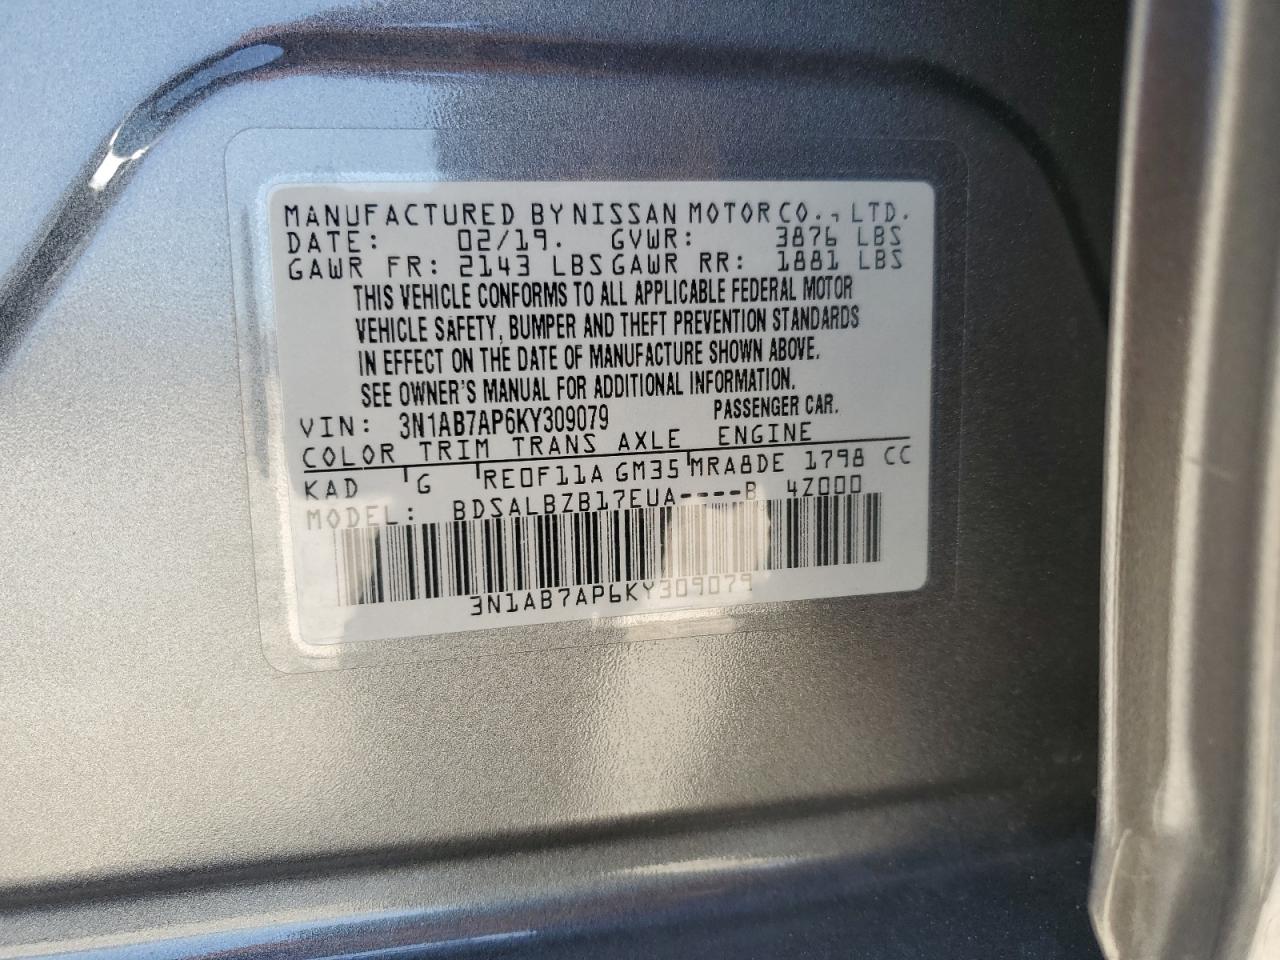 MANUFACTURED BY NISSAN MOTOR CO., LTD.
DATE: 02/19. GVWR: 3876 LBS
GAWR FR: 2143 LBS GAWR RR: 1881 LBS
THIS VEHICLE CONFORMS TO ALL APPLICABLE FEDERAL MOTOR
VEHICLE SAFETY, BUMPER AND THEFT PREVENTION STANDARDS
IN EFFECT ON THE DATE OF MANUFACTURE SHOWN ABOVE.
SEE OWNER'S MANUAL FOR ADDITIONAL INFORMATION.
VIN: 3N1AB7AP6KY309079 PASSENGER CAR.
COLOR TRIM TRANS AXLE ENGINE
KAD G RE0F11A GM35 MRA8DE 1798 CC
MODEL: BDSALBZB17EUA----B 4Z000
3N1AB7AP6KY309079